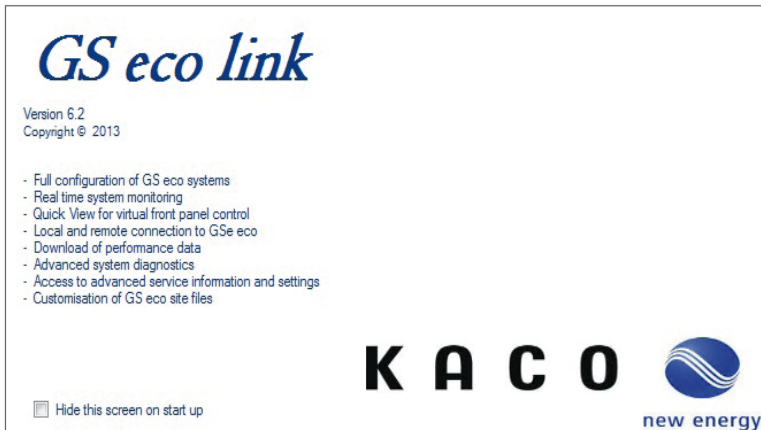 GS eco link
Version 6.2
Copyright © 2013
- Full configuration of GS eco systems
- Real time system monitoring
- Quick View for virtual front panel control
- Local and remote connection to GSe eco
- Download of performance data
- Advanced system diagnostics
- Access to advanced service information and settings
- Customisation of GS eco site files
KACO
new energy
Hide this screen on start up